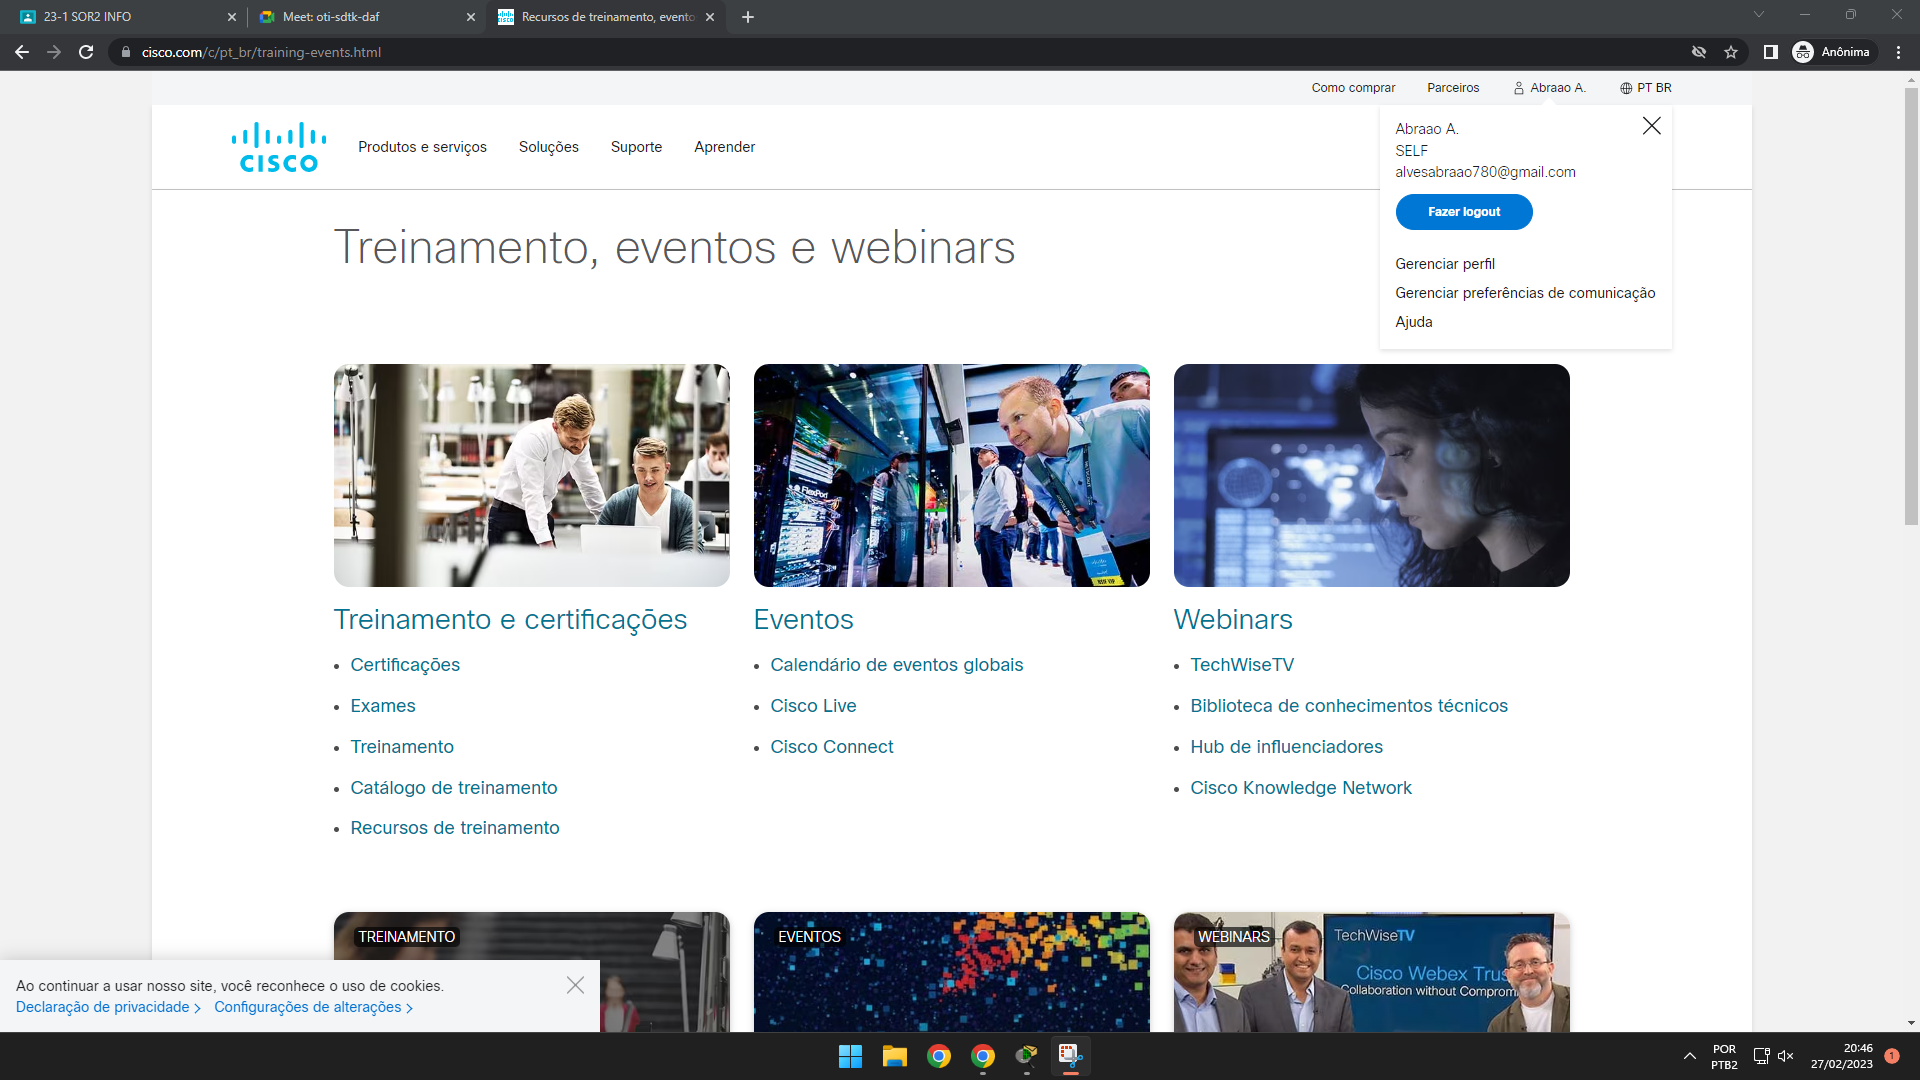 23-1 SOR2 INFO
Meet: oti-sdtk-daf
Recursos de treinamento, evento
cisco.com/c/pt_br/training-events.html
Anônima
Como comprar
Parceiros
Abraao A.
PT BR
CISCO
Produtos e serviços
Soluções
Suporte
Aprender
Abraao A.
SELF
alvesabraao780@gmail.com
Fazer logout
Gerenciar perfil
Gerenciar preferências de comunicação
Ajuda
Treinamento, eventos e webinars
Treinamento e certificações
• Certificações
• Exames
• Treinamento
• Catálogo de treinamento
• Recursos de treinamento
Eventos
• Calendário de eventos globais
• Cisco Live
• Cisco Connect
Webinars
• TechWiseTV
• Biblioteca de conhecimentos técnicos
• Hub de influenciadores
• Cisco Knowledge Network
TREINAMENTO
EVENTOS
WEBINARS
TechWiseTV
Cisco Webex Trus
Collaboration without Comprom
Ao continuar a usar nosso site, você reconhece o uso de cookies.
Declaração de privacidade >
Configurações de alterações >
POR
PTB2
20:46
27/02/2023
1